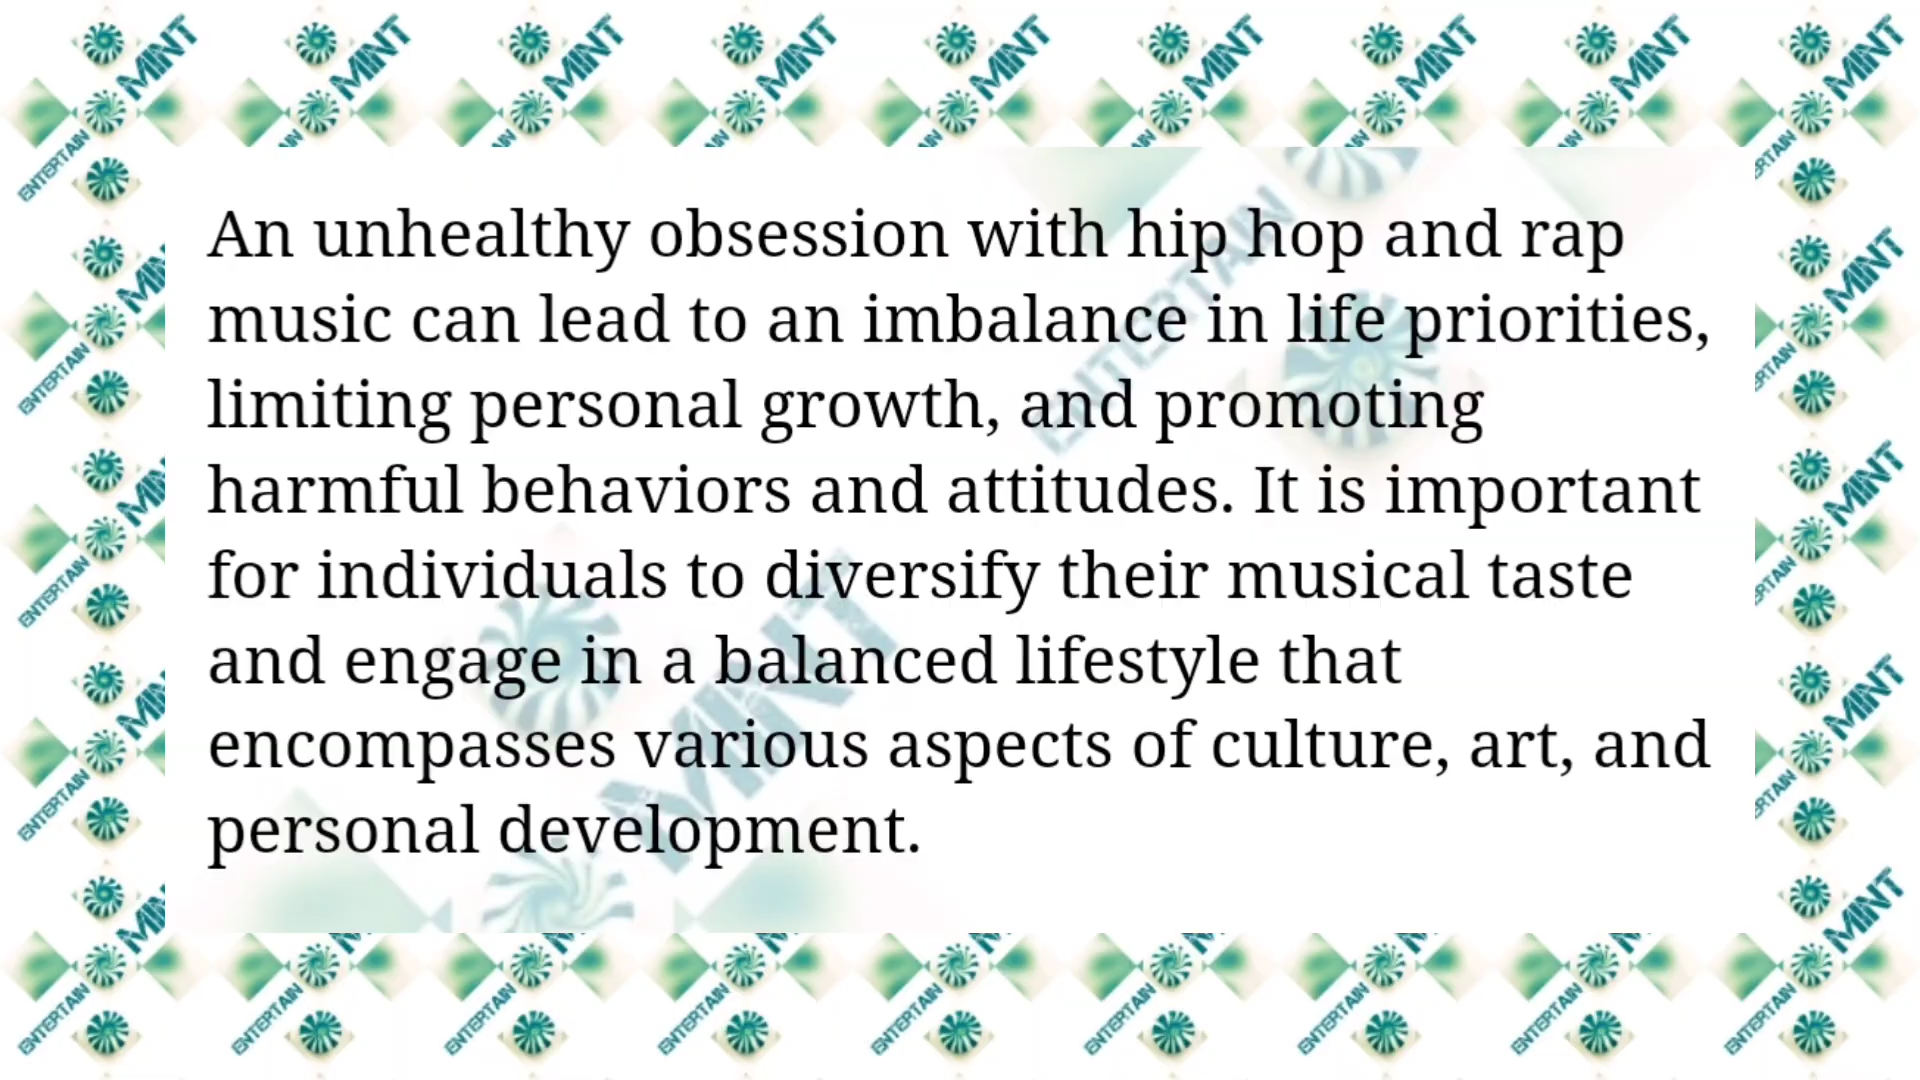 An unhealthy obsession with hip hop and rap
music can lead to an imbalance in life priorities,
limiting personal growth, and promoting
harmful behaviors and attitudes. It is important
for individuals to diversify their musical taste
and engage in a balanced lifestyle that
encompasses various aspects of culture, art, and
personal development.
ENTERTAIN
MINT